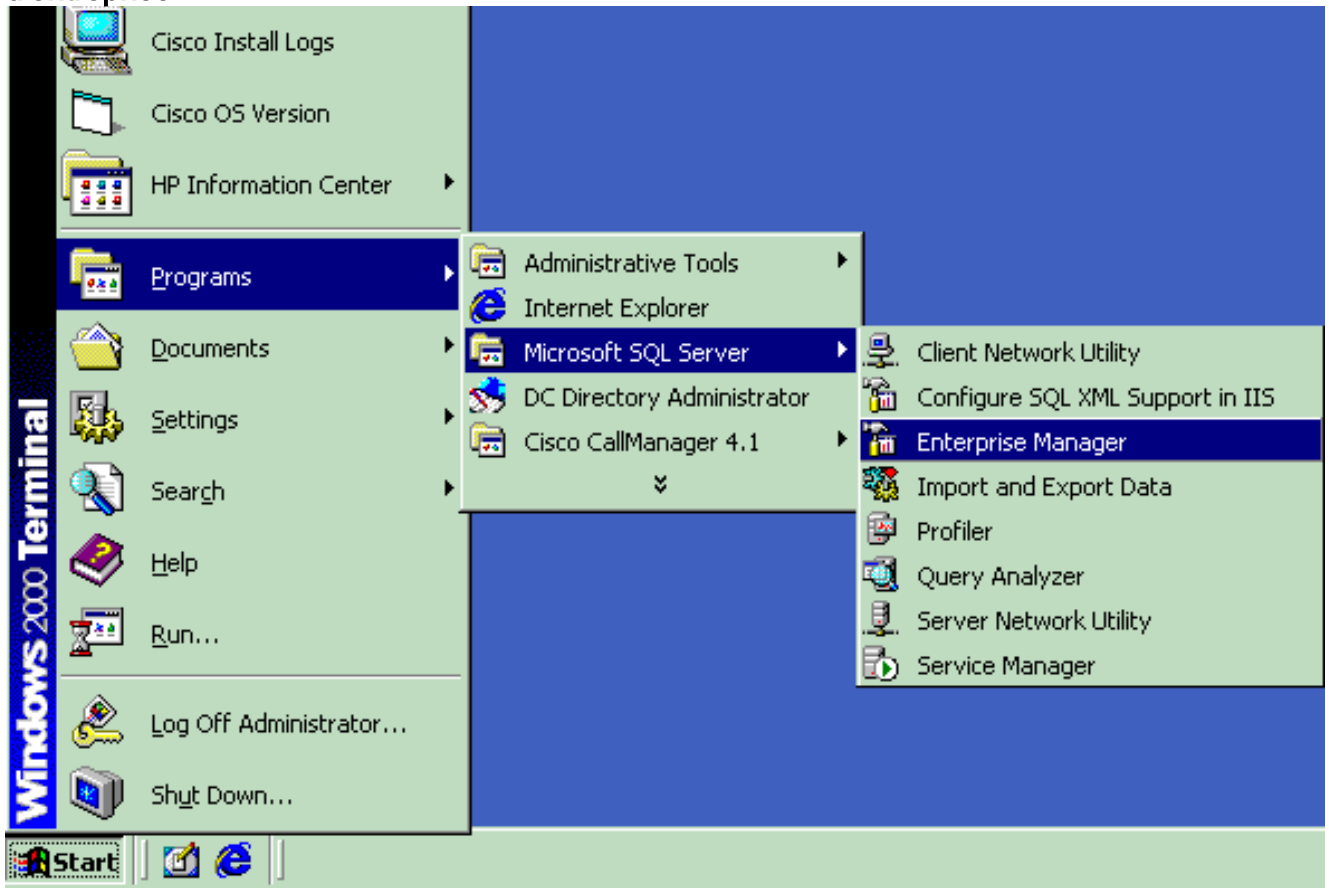 Cisco Install Logs
Cisco OS Version
HP Information Center
Programs
Documents
Settings
Search
Help
Run...
Log Off Administrator...
Shut Down...
Windows 2000 Terminal
Administrative Tools
Internet Explorer
Microsoft SQL Server
DC Directory Administrator
Cisco CallManager 4.1
Client Network Utility
Configure SQL XML Support in IIS
Enterprise Manager
Import and Export Data
Profiler
Query Analyzer
Server Network Utility
Service Manager
Start